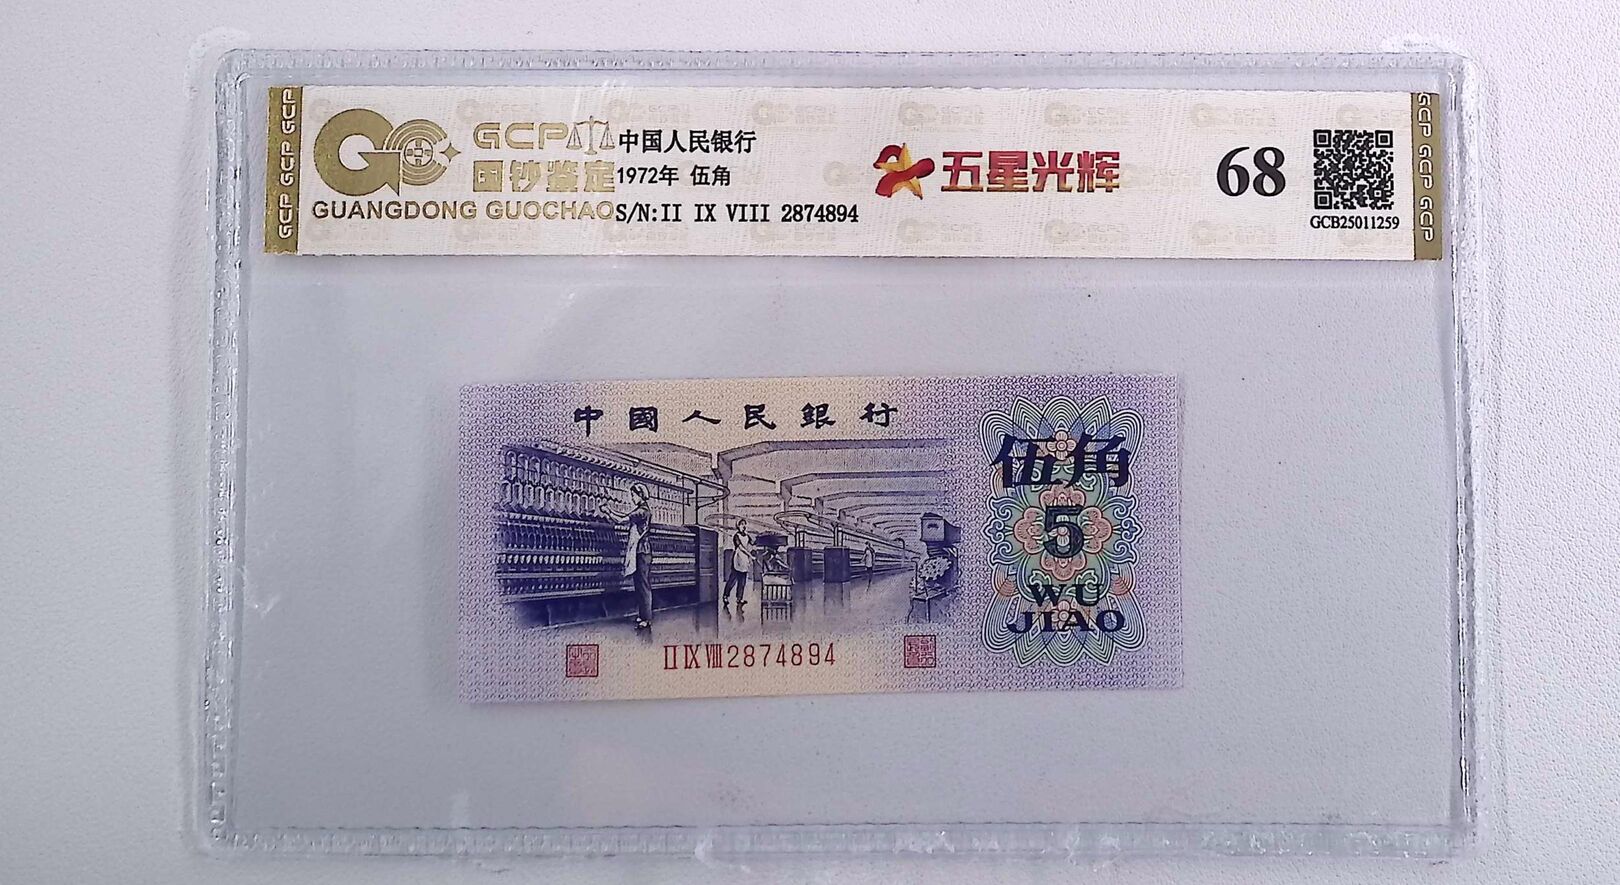 GCP GCP GCP
GCP
国钞鉴定
GUANGDONG GUOCHAO
中国人民银行
1972年 伍角
S/N:II IX VIII 2874894
五星光辉
68
GCB25011259
GCP GCP GCP
中國人民銀行
伍角
5
WU
JIAO
II IX VIII 2874894